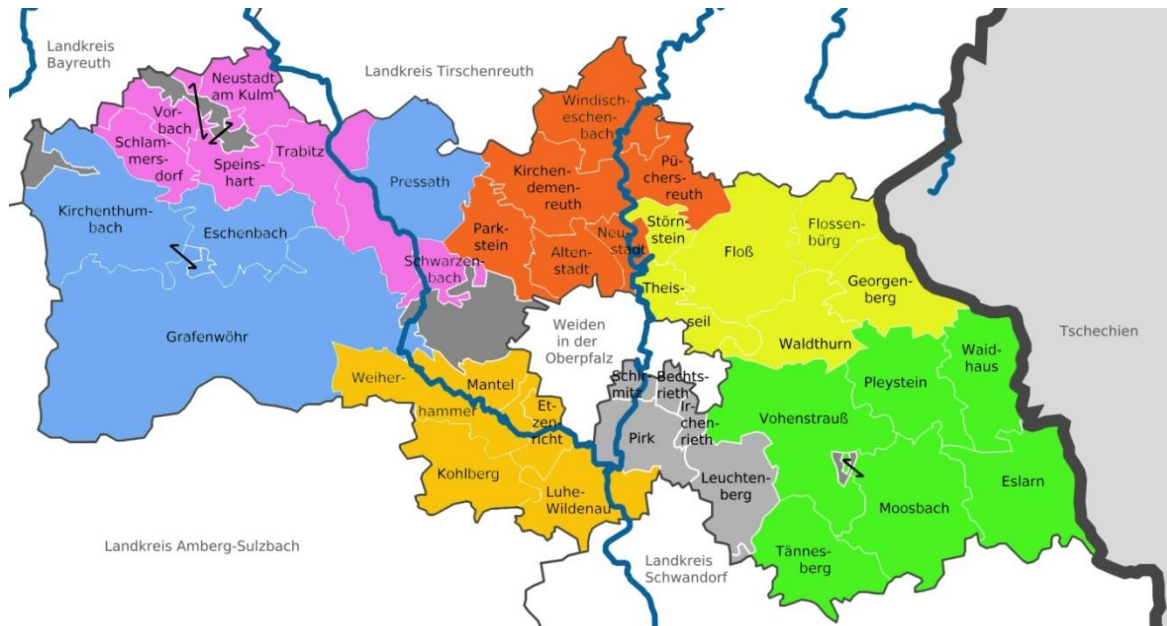 Landkreis
Bayreuth
Landkreis Tirschenreuth
Neustadt
am Kulm
Vor-
bach
Schlam-
mers-
dorf
Speins-
hart
Trabitz
Pressath
Kirchenthum-
bach
Eschenbach
Grafenwöhr
Schwarzen-
bach
Windisch-
eschen-
bach
Kirchen-
demen-
reuth
Pü-
chers-
reuth
Park-
stein
Alten-
stadt
Neu-
stadt
Störn-
stein
Floß
Flossen-
bürg
Theis-
seil
Georgen-
berg
Waldthurn
Tschechien
Weiden
in der
Oberpfalz
Weiher-
hammer
Mantel
Et-
zen-
richt
Kohlberg
Luhe-
Wildenau
Schir-
mitz
Bechts-
rieth
Ir-
chen-
rieth
Pirk
Leuchten-
berg
Vohenstrauß
Pleystein
Waid-
haus
Eslarn
Moosbach
Tännes-
berg
Landkreis Amberg-Sulzbach
Landkreis
Schwandorf